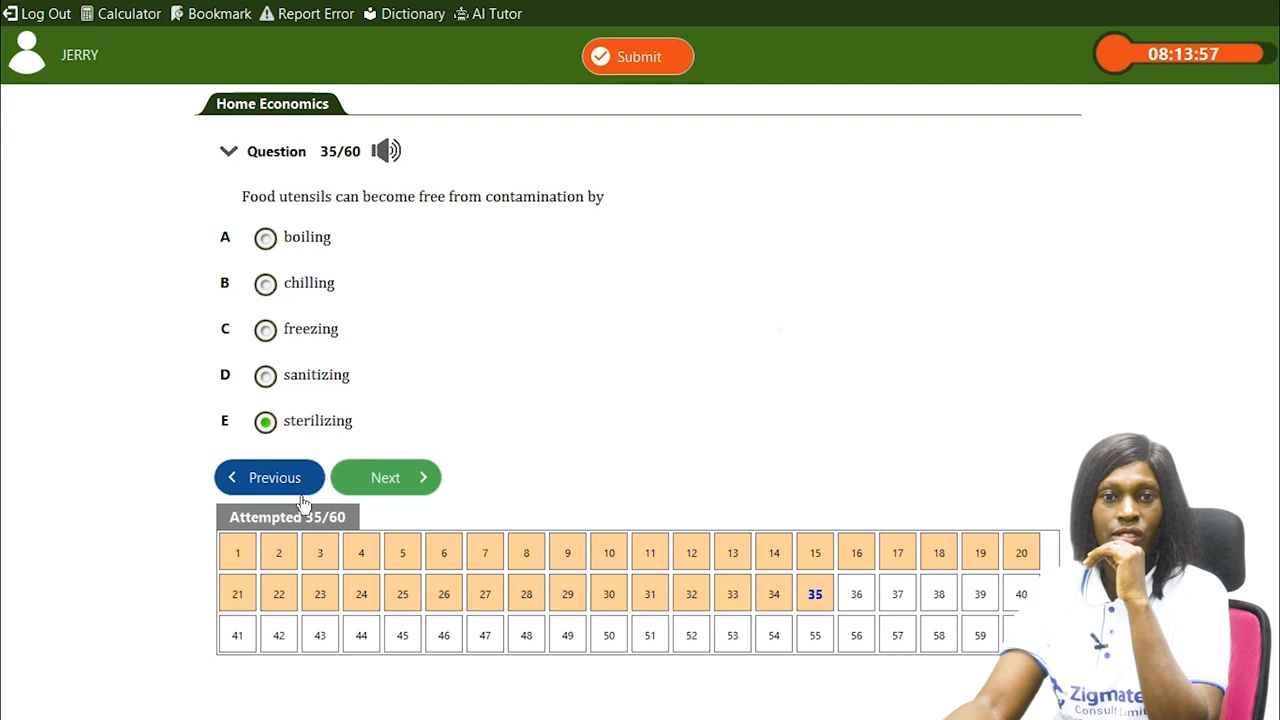 Log Out Calculator Bookmark Report Error Dictionary AI Tutor
JERRY
Submit
08:13:57
Home Economics
Question 35/60
Food utensils can become free from contamination by
A boiling
B chilling
C freezing
D sanitizing
E sterilizing
Previous Next
Attempted 35/60
1 2 3 4 5 6 7 8 9 10 11 12 13 14 15 16 17 18 19 20
21 22 23 24 25 26 27 28 29 30 31 32 33 34 35 36 37 38 39 40
41 42 43 44 45 46 47 48 49 50 51 52 53 54 55 56 57 58 59
Zigmate
Consult Limit